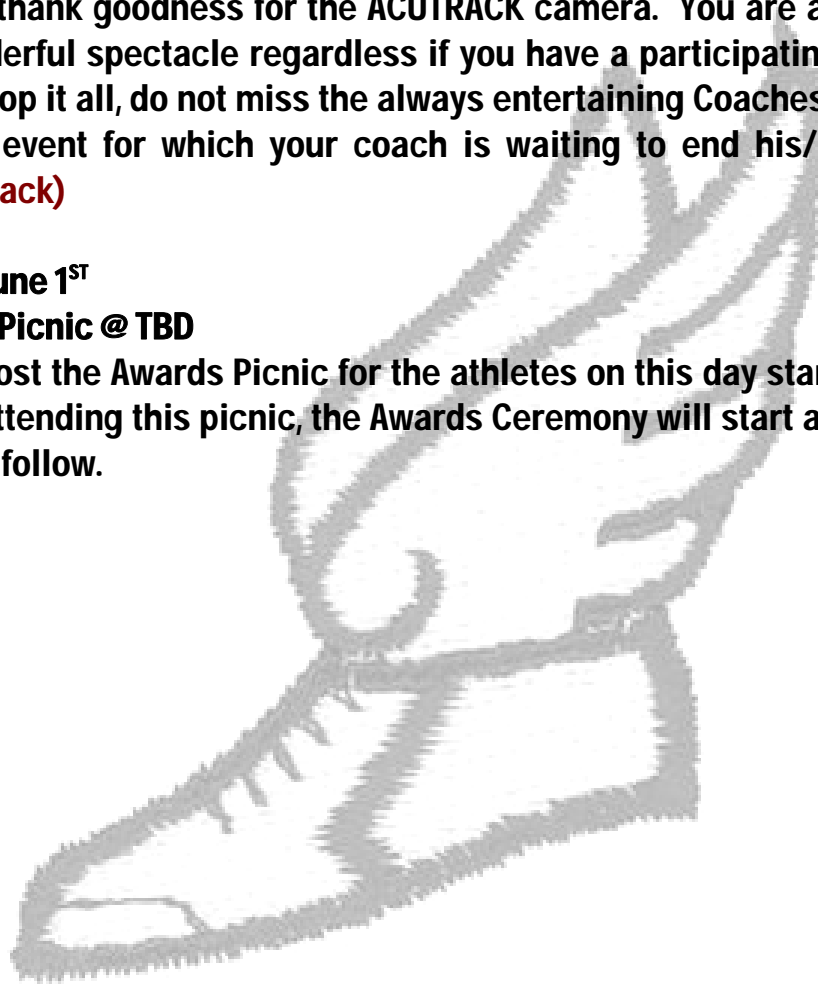 thank goodness for the ACUTRACK camera. You are a
derful spectacle regardless if you have a participatin
op it all, do not miss the always entertaining Coaches
event for which your coach is waiting to end his/
ack)
une 1ST
Picnic @ TBD
ost the Awards Picnic for the athletes on this day star
ttending this picnic, the Awards Ceremony will start a
follow.